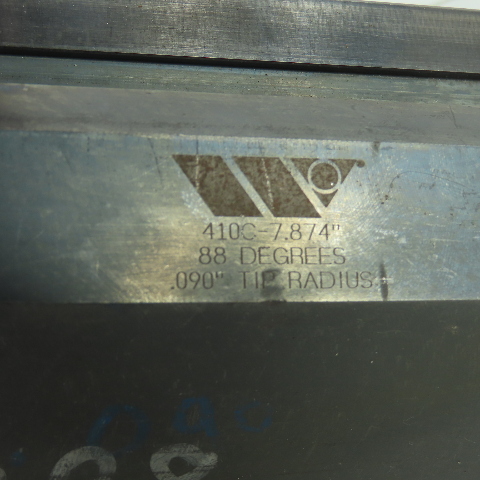 410C-7.874"
88 DEGREES
.090" TIP RADIUS